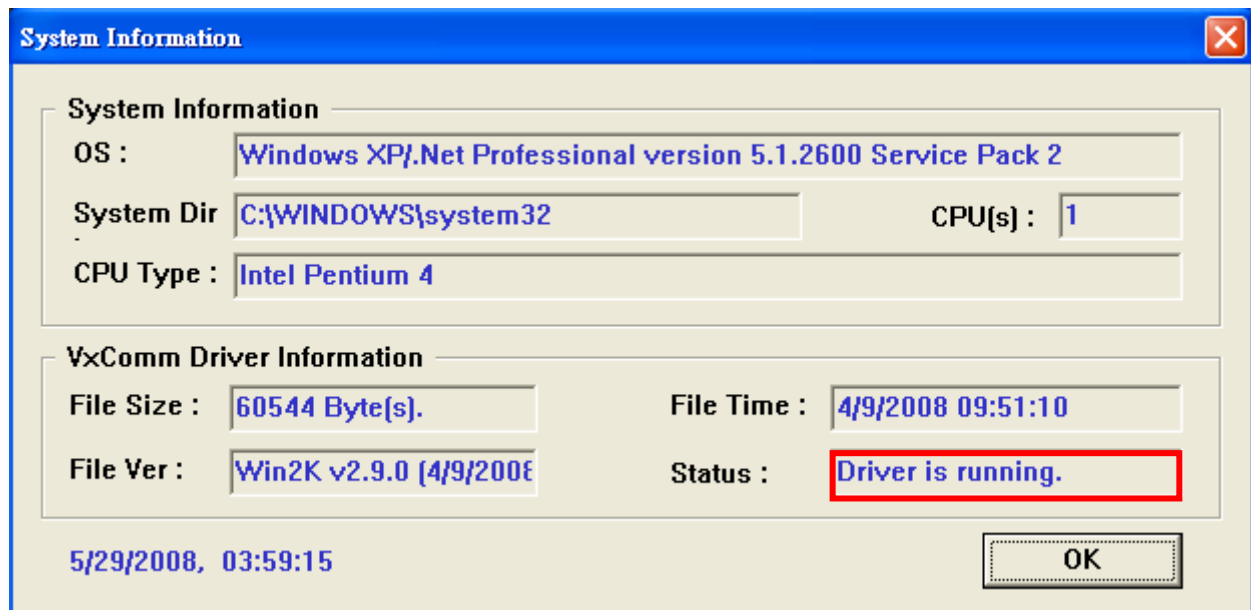 System Information
System Information
OS : Windows XP/.Net Professional version 5.1.2600 Service Pack 2
System Dir : C:\WINDOWS\system32 CPU(s) : 1
CPU Type : Intel Pentium 4
VxComm Driver Information
File Size : 60544 Byte(s). File Time : 4/9/2008 09:51:10
File Ver : Win2K v2.9.0 (4/9/2008 Status : Driver is running.
5/29/2008, 03:59:15 OK